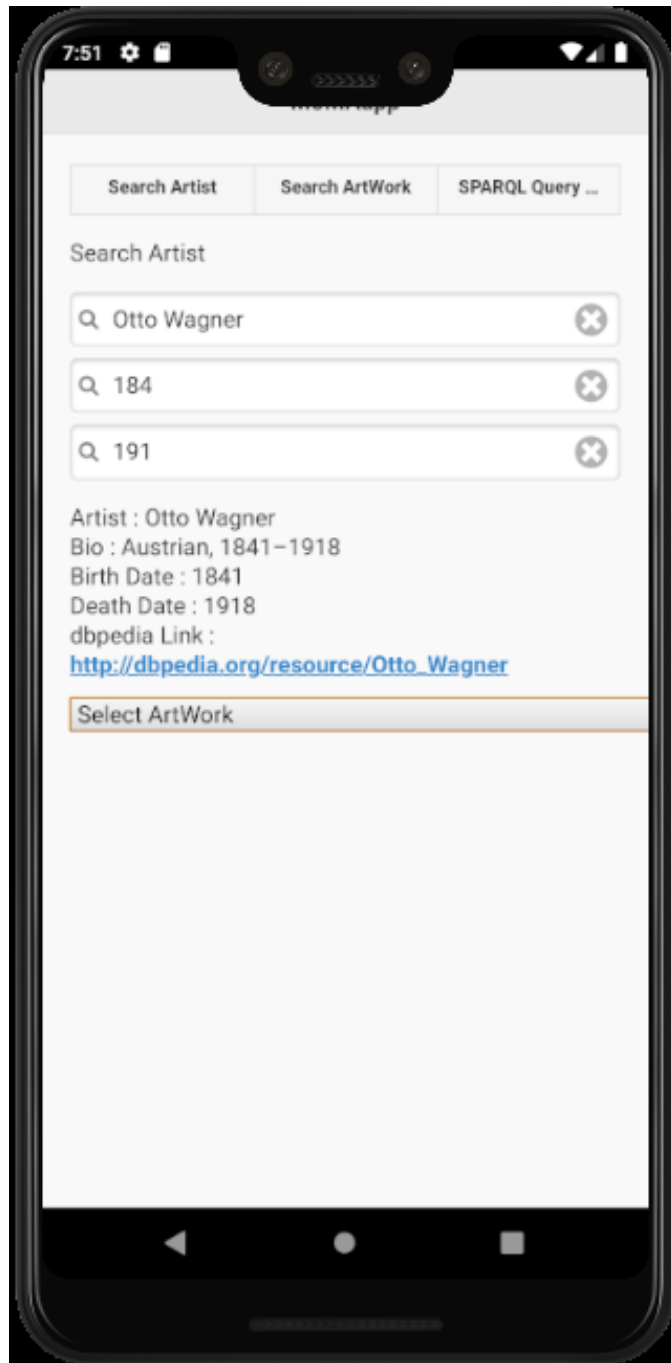 7:51
Search Artist
Search ArtWork
SPARQL Query ...
Search Artist
Otto Wagner
184
191
Artist : Otto Wagner
Bio : Austrian, 1841–1918
Birth Date : 1841
Death Date : 1918
dbpedia Link :
http://dbpedia.org/resource/Otto_Wagner
Select ArtWork